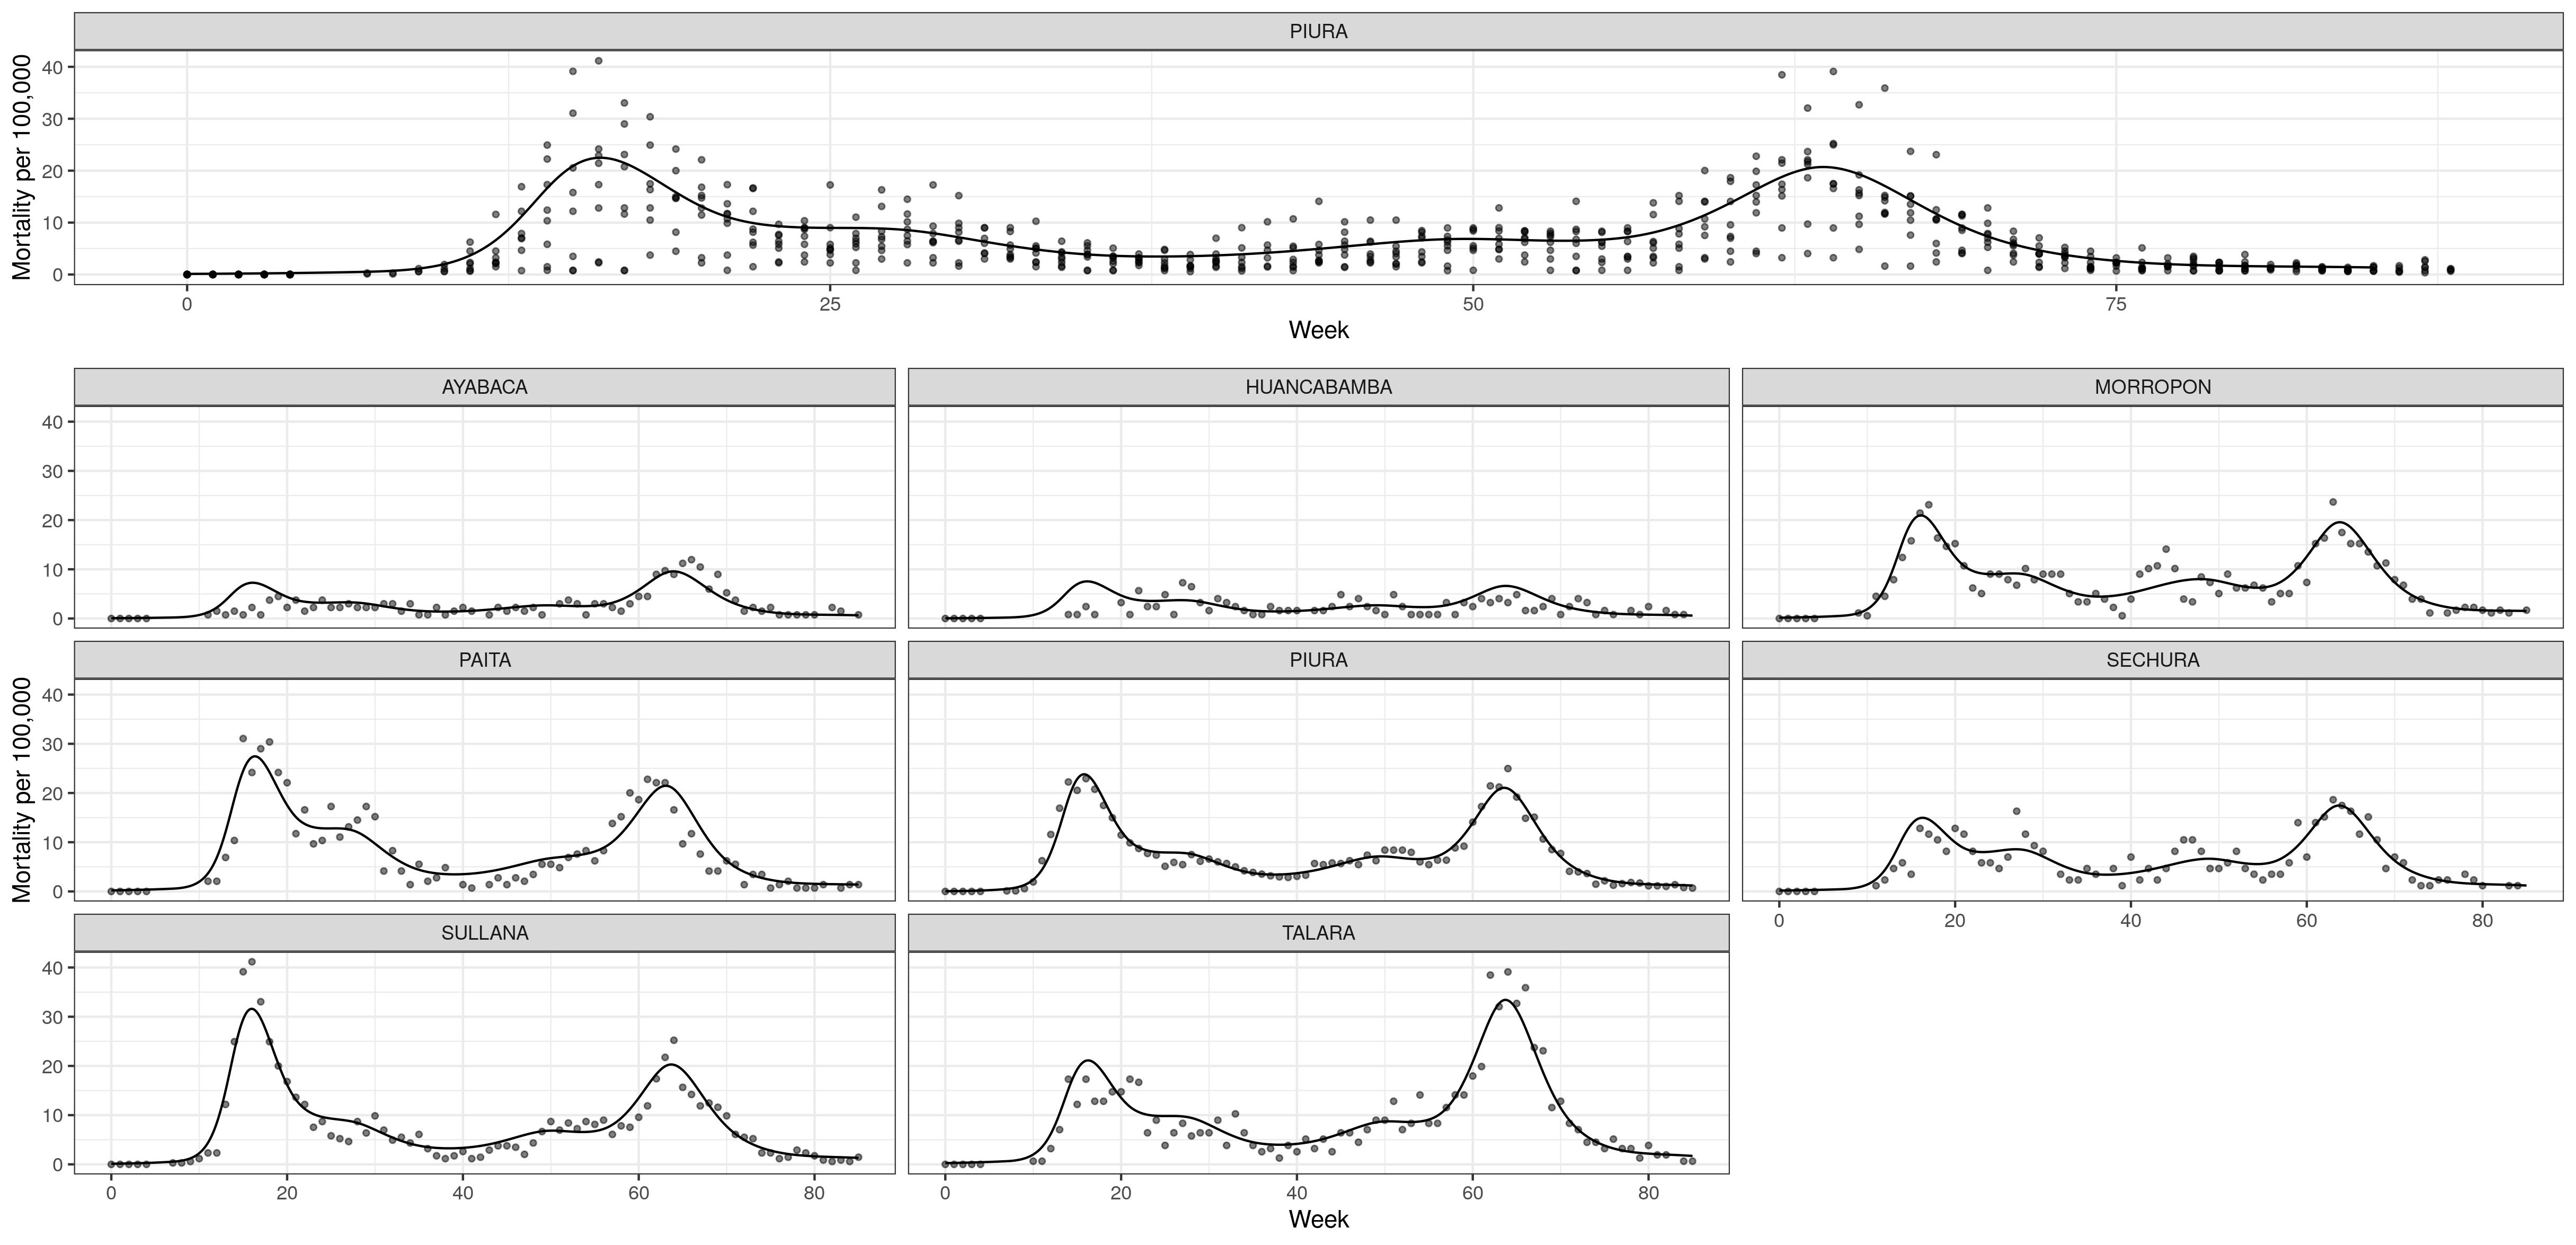 PIURA
Mortality per 100,000
40
30
20
10
0
0 25 50 75
Week
AYABACA HUANCABAMBA MORROPON
40
30
20
10
0
PAITA PIURA SECHURA
Mortality per 100,000
40
30
20
10
0
0 20 40 60 80
SULLANA TALARA
40
30
20
10
0
0 20 40 60 80 0 20 40 60 80
Week